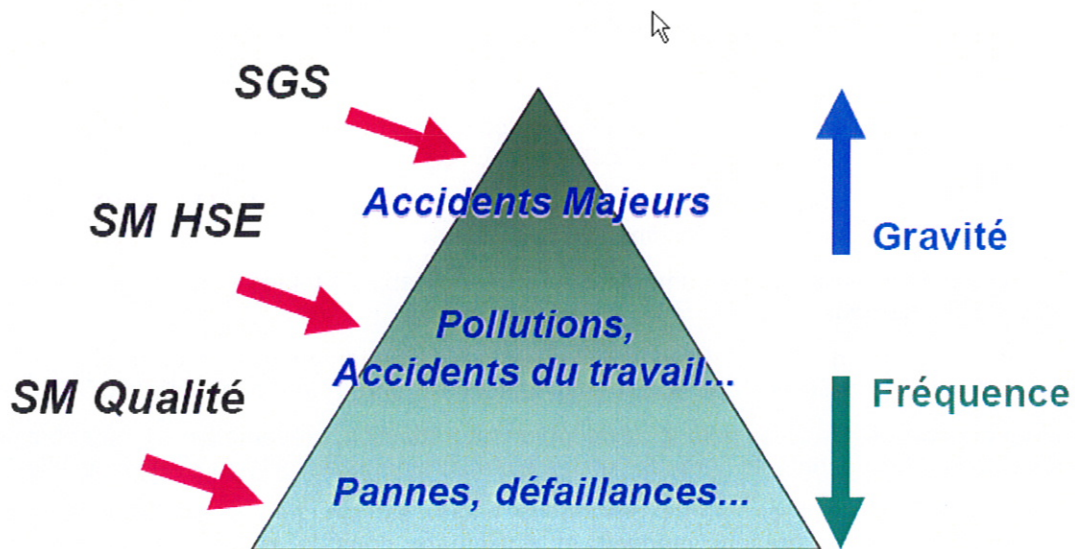 SGS
Accidents Majeurs
SM HSE
Gravité
Pollutions,
Accidents du travail...
SM Qualité
Fréquence
Pannes, défaillances...